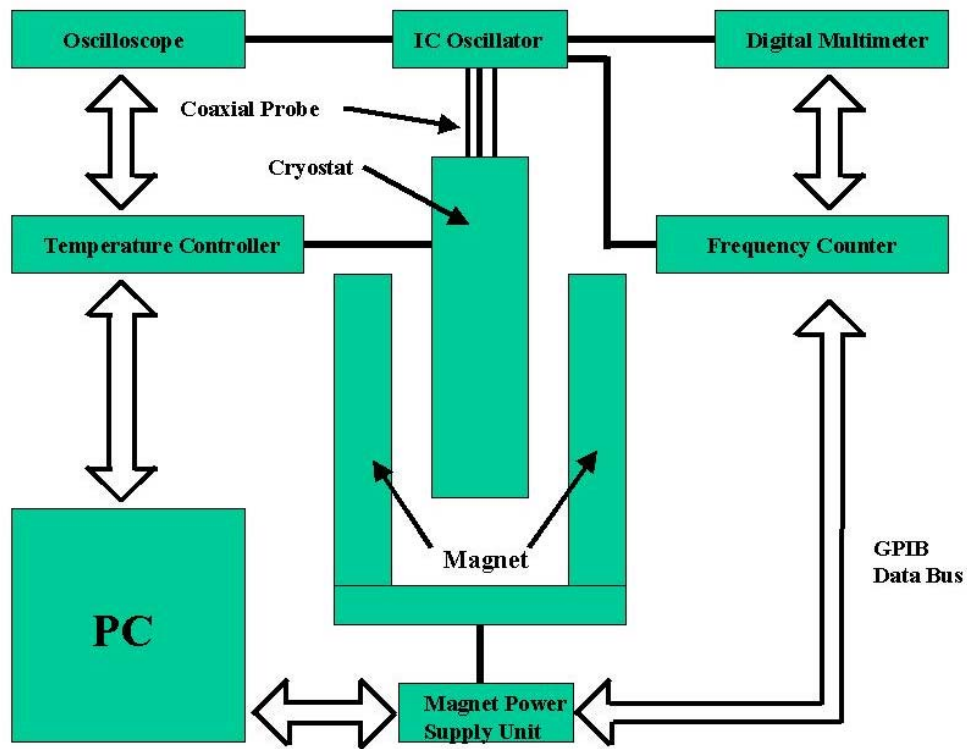 Oscilloscope
IC Oscillator
Digital Multimeter
Coaxial Probe
Cryostat
Temperature Controller
Frequency Counter
Magnet
GPIB
Data Bus
PC
Magnet Power
Supply Unit